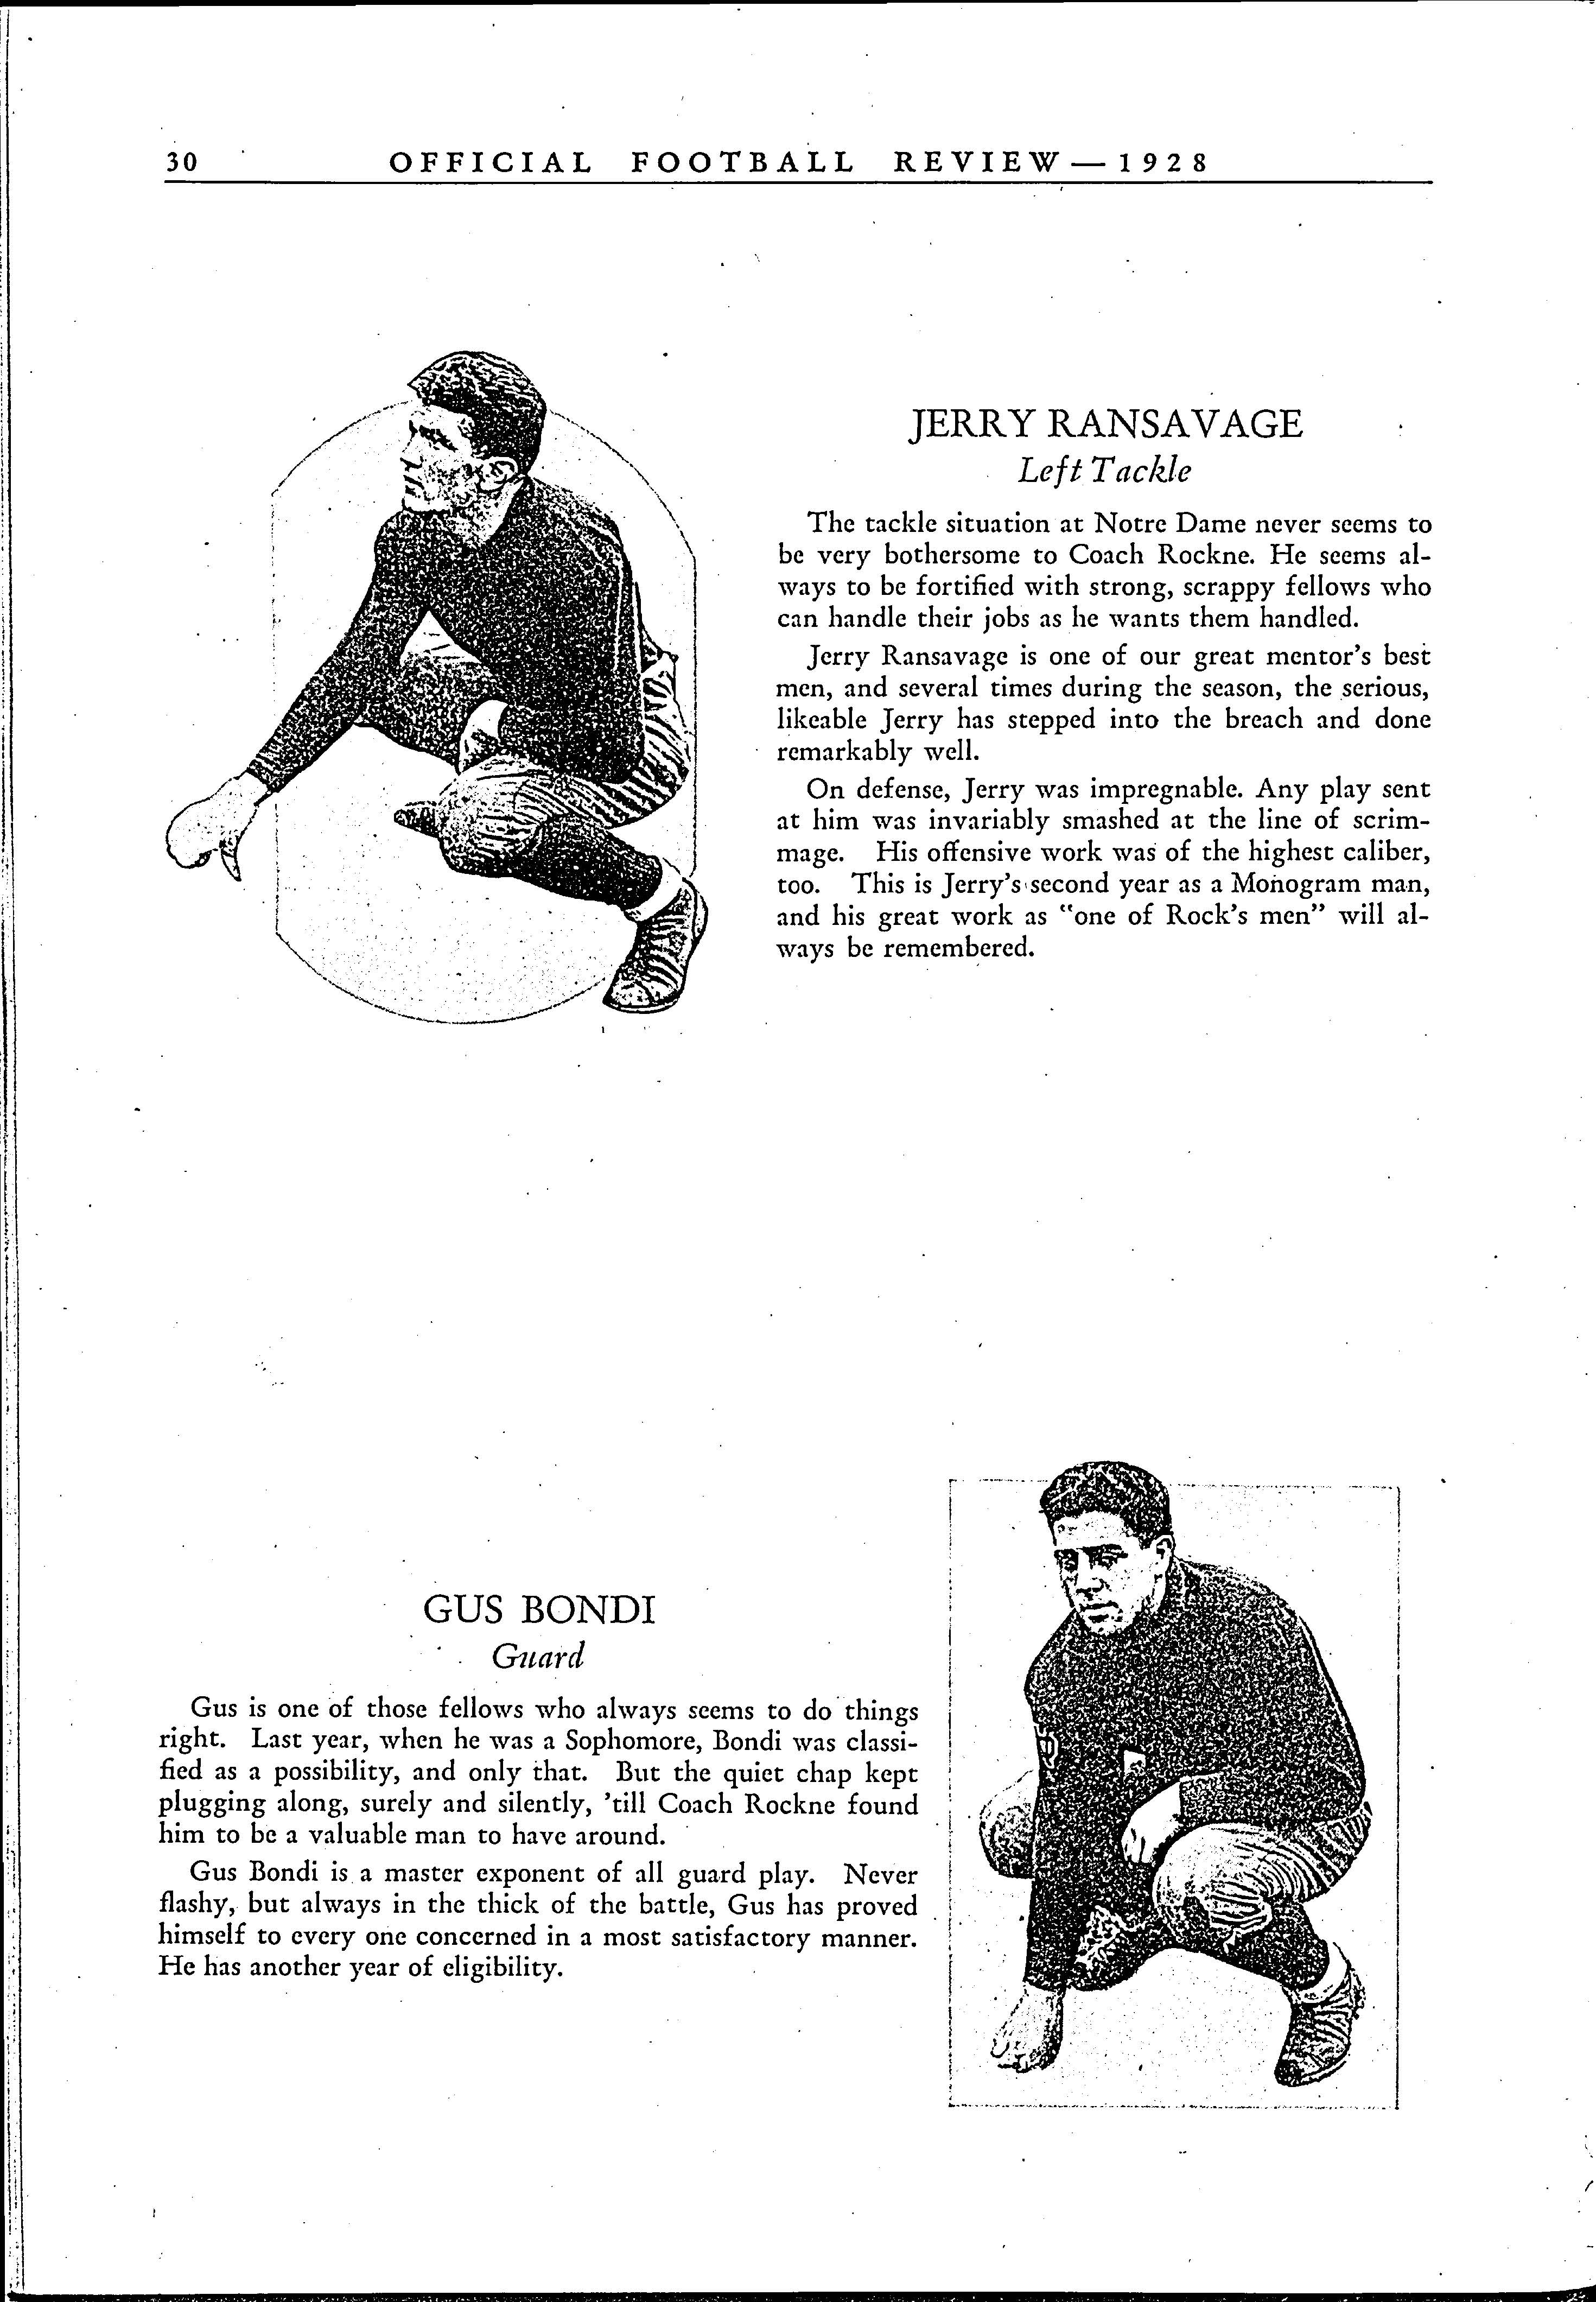 30 OFFICIAL FOOTBALL REVIEW — 1928
JERRY RANSAVAGE
Left Tackle
The tackle situation at Notre Dame never seems to
be very bothersome to Coach Rockne. He seems al-
ways to be fortified with strong, scrappy fellows who
can handle their jobs as he wants them handled.
Jerry Ransavage is one of our great mentor's best
men, and several times during the season, the serious,
likeable Jerry has stepped into the breach and done
remarkably well.
On defense, Jerry was impregnable. Any play sent
at him was invariably smashed at the line of scrim-
mage. His offensive work was of the highest caliber,
too. This is Jerry's second year as a Monogram man,
and his great work as "one of Rock's men" will al-
ways be remembered.
GUS BONDI
Guard
Gus is one of those fellows who always seems to do things
right. Last year, when he was a Sophomore, Bondi was classi-
fied as a possibility, and only that. But the quiet chap kept
plugging along, surely and silently, 'till Coach Rockne found
him to be a valuable man to have around.
Gus Bondi is a master exponent of all guard play. Never
flashy, but always in the thick of the battle, Gus has proved
himself to every one concerned in a most satisfactory manner.
He has another year of eligibility.